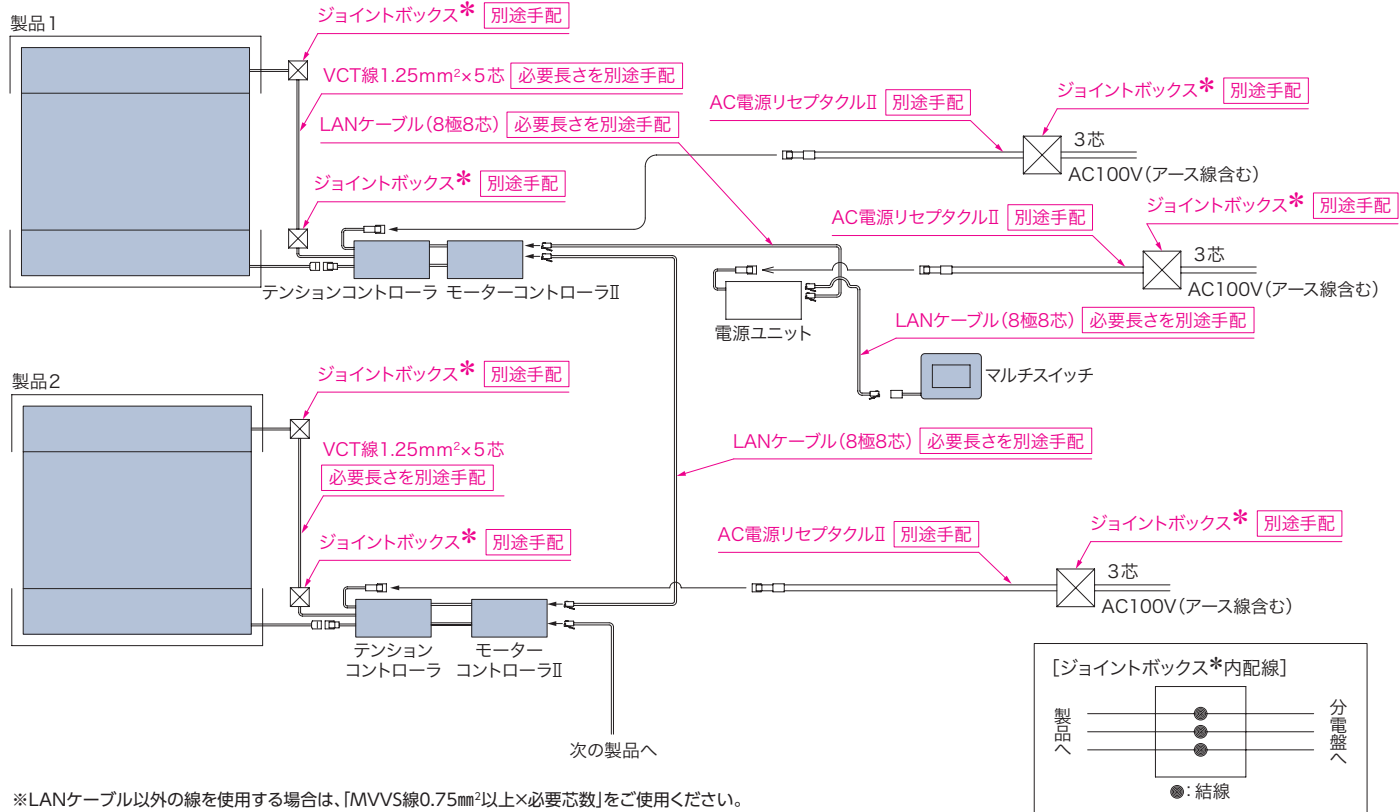 製品1
ジョイントボックス* 別途手配
VCT線1.25mm²×5芯 必要長さを別途手配
LANケーブル(8極8芯) 必要長さを別途手配
ジョイントボックス* 別途手配
テンションコントローラ モーターコントローラⅡ
AC電源リセプタクルⅡ 別途手配
ジョイントボックス* 別途手配
3芯
AC100V(アース線含む)
AC電源リセプタクルⅡ 別途手配
ジョイントボックス* 別途手配
3芯
AC100V(アース線含む)
電源ユニット
LANケーブル(8極8芯) 必要長さを別途手配
マルチスイッチ
製品2
ジョイントボックス* 別途手配
VCT線1.25mm²×5芯
必要長さを別途手配
ジョイントボックス* 別途手配
テンション
コントローラ
モーター
コントローラⅡ
LANケーブル(8極8芯) 必要長さを別途手配
AC電源リセプタクルⅡ 別途手配
ジョイントボックス* 別途手配
3芯
AC100V(アース線含む)
次の製品へ
[ジョイントボックス*内配線]
製品へ
分電盤へ
●:結線
※LANケーブル以外の線を使用する場合は、「MVVS線0.75mm²以上×必要芯数」をご使用ください。